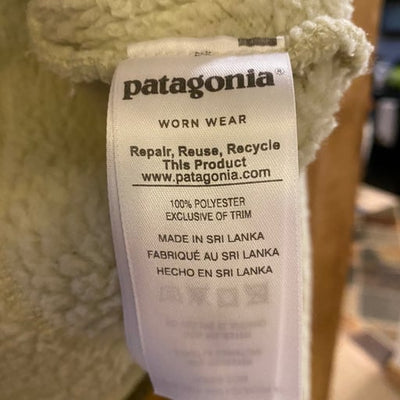 patagonia®
WORN WEAR
Repair, Reuse, Recycle
This Product
www.patagonia.com
100% POLYESTER
EXCLUSIVE OF TRIM
MADE IN SRI LANKA
FABRIQUÉ AU SRI LANKA
HECHO EN SRI LANKA